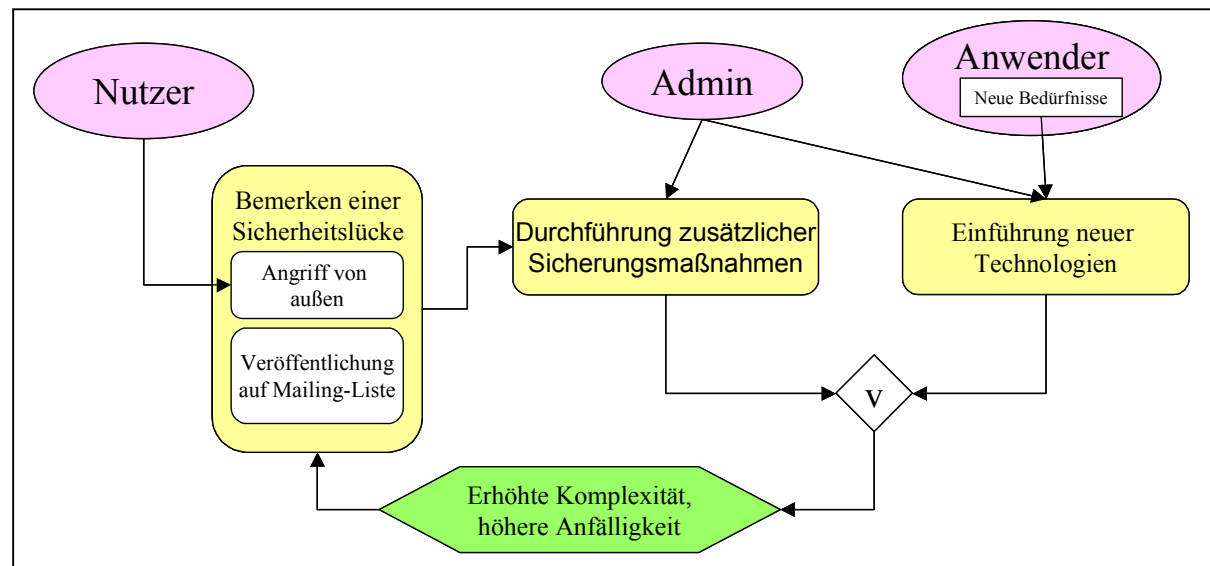 Nutzer
Admin
Anwender
Neue Bedürfnisse
Bemerken einer
Sicherheitslücke
Angriff von
außen
Veröffentlichung
auf Mailing-Liste
Durchführung zusätzlicher
Sicherungsmaßnahmen
Einführung neuer
Technologien
v
Erhöhte Komplexität,
höhere Anfälligkeit